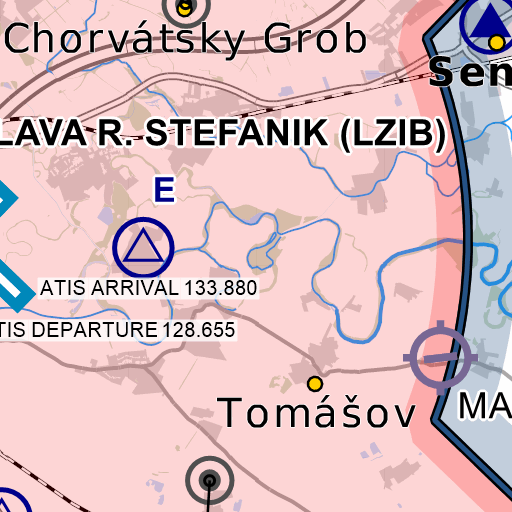 Chorvátsky Grob
Sen
LAVA R. STEFANIK (LZIB)
E
ATIS ARRIVAL 133.880
TIS DEPARTURE 128.655
Tomášov
MA